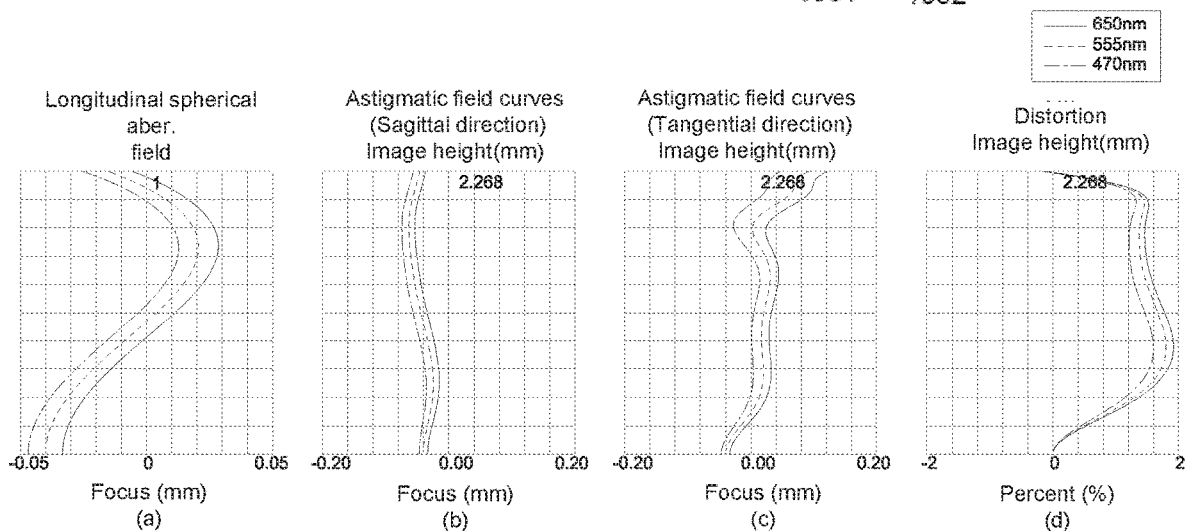 650nm
555nm
470nm
Longitudinal spherical
aber.
field
Astigmatic field curves
(Sagittal direction)
Image height(mm)
Astigmatic field curves
(Tangential direction)
Image height(mm)
Distortion
Image height(mm)
1
2.268
2.268
2.268
-0.05
0
0.05
-0.20
0.00
0.20
-0.20
0.00
0.20
-2
0
2
Focus (mm)
Focus (mm)
Focus (mm)
Percent (%)
(a)
(b)
(c)
(d)